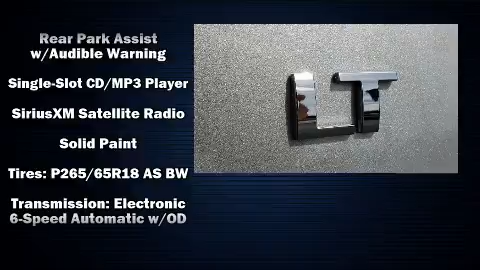 Rear Park Assist
w/Audible Warning
Single-Slot CD/MP3 Player
SiriusXM Satellite Radio
Solid Paint
Tires: P265/65R18 AS BW
Transmission: Electronic
6-Speed Automatic w/OD
LT